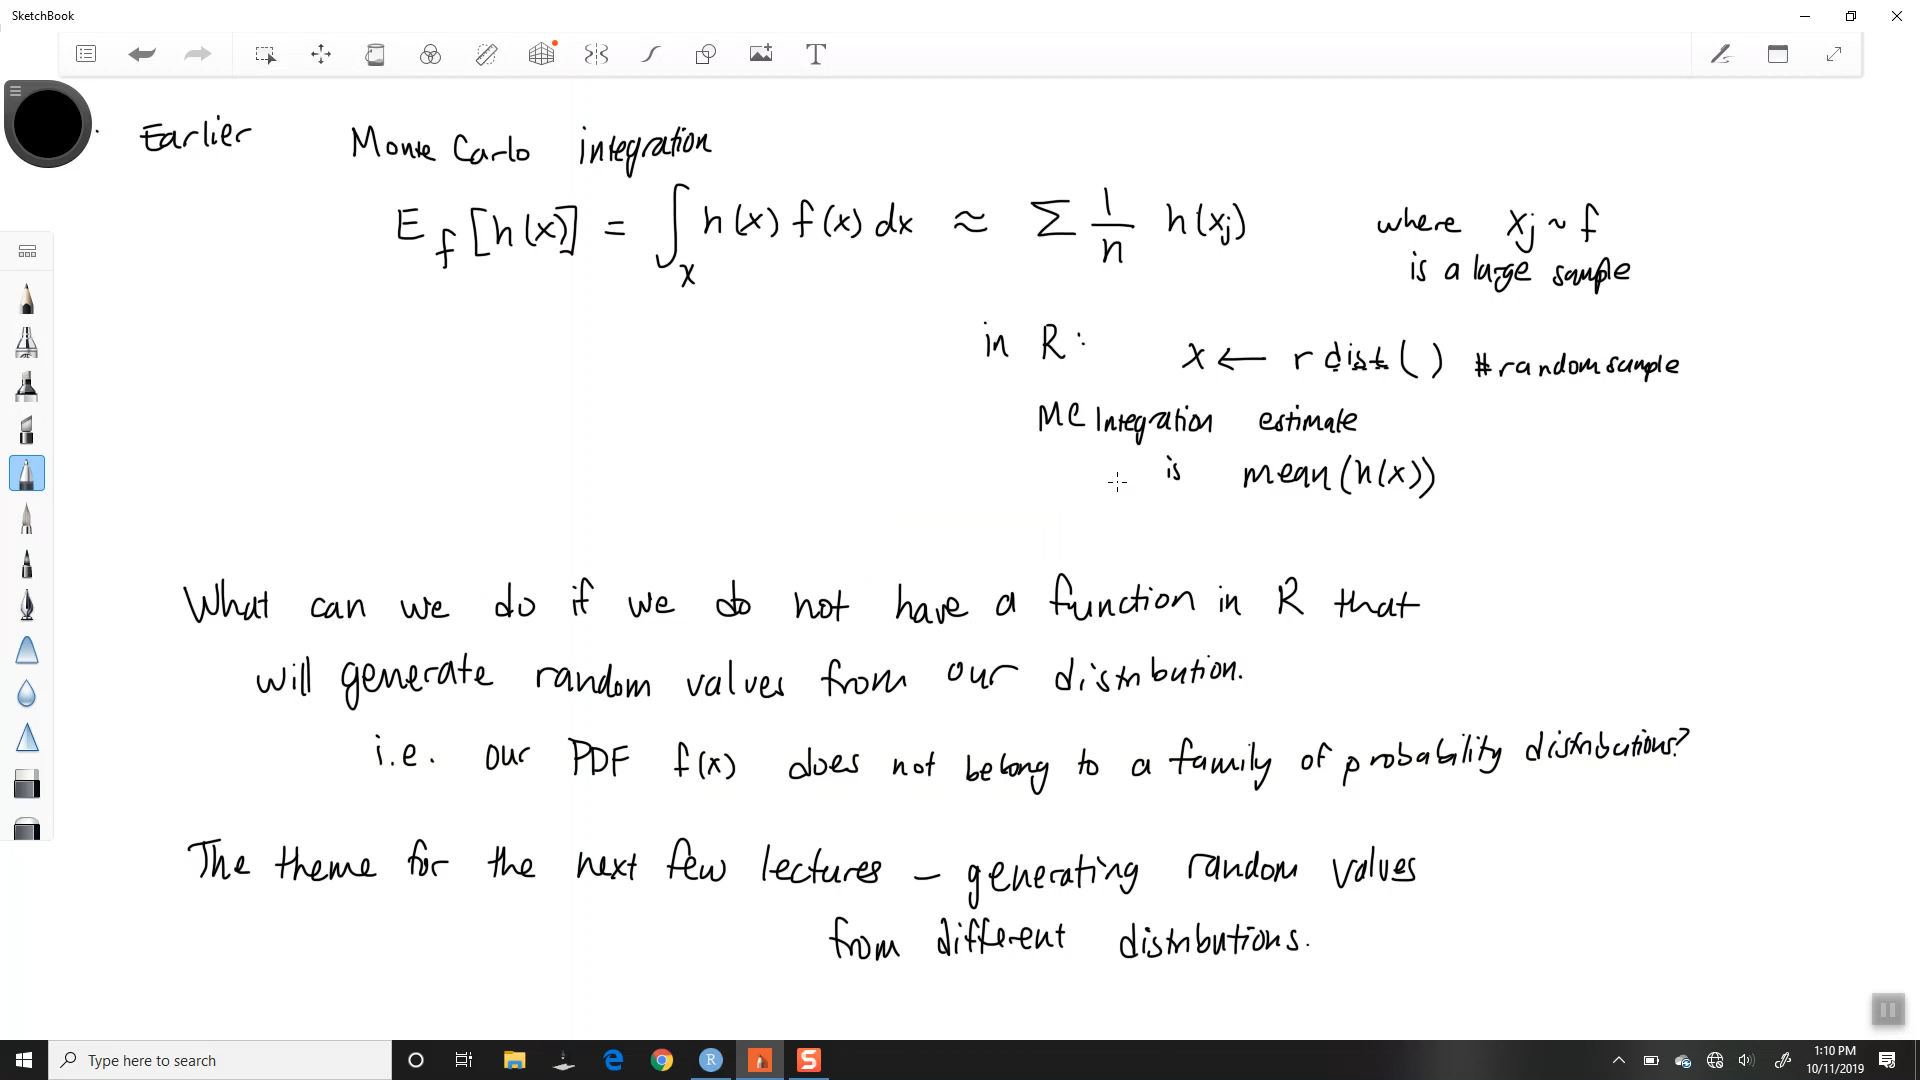 SketchBook
Earlier Monte Carlo integration
E_f [h(x)] = ∫_X h(x) f(x) dx ≈ Σ 1/n h(x_j) where x_j ~ f
is a large sample
in R: x ← r dist( ) # random sample
MC Integration estimate
is mean(h(x))
What can we do if we do not have a function in R that
will generate random values from our distribution.
i.e. our PDF f(x) does not belong to a family of probability distributions?
The theme for the next few lectures – generating random values
from different distributions.
Type here to search
1:10 PM
10/11/2019